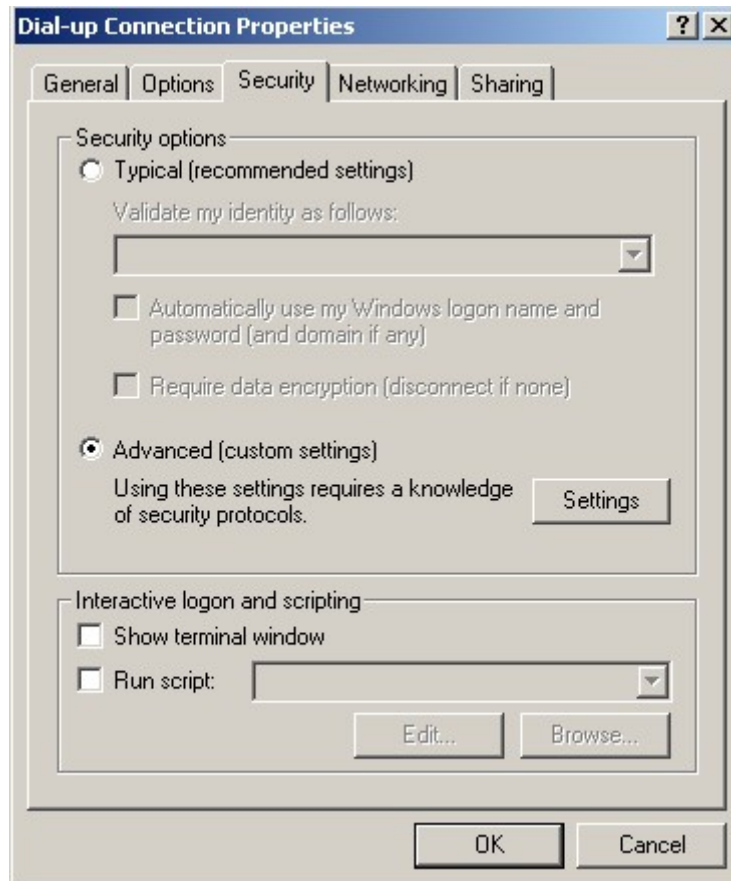 Dial-up Connection Properties
General Options Security Networking Sharing
Security options
Typical (recommended settings)
Validate my identity as follows:
Automatically use my Windows logon name and
password (and domain if any)
Require data encryption (disconnect if none)
Advanced (custom settings)
Using these settings requires a knowledge
of security protocols.
Settings
Interactive logon and scripting
Show terminal window
Run script:
Edit... Browse...
OK Cancel